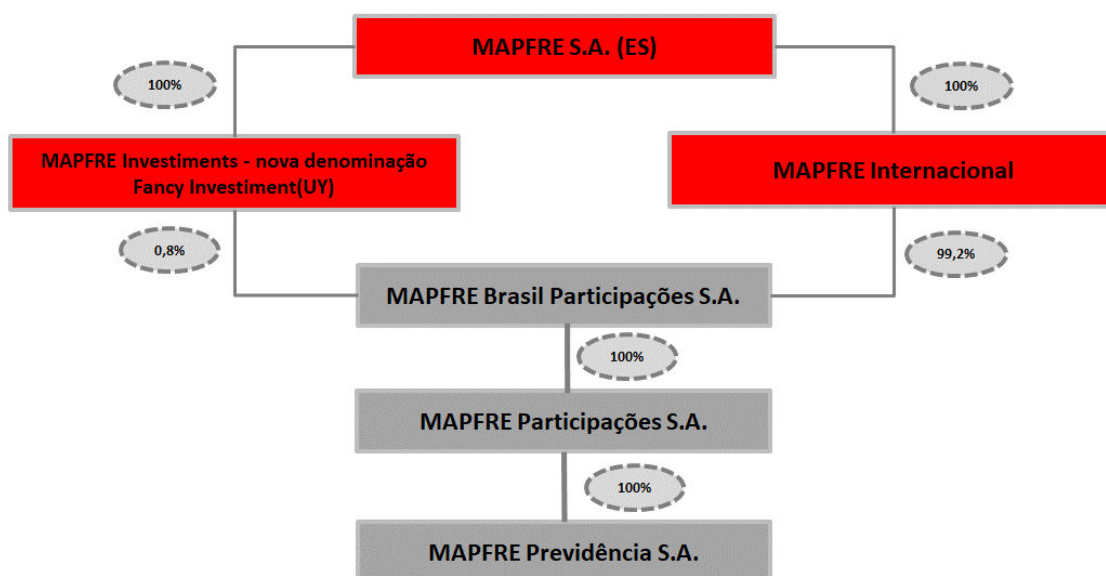 MAPFRE S.A. (ES)
100%
100%
MAPFRE Investiments - nova denominação
Fancy Investiment(UY)
MAPFRE Internacional
0,8%
99,2%
MAPFRE Brasil Participações S.A.
100%
MAPFRE Participações S.A.
100%
MAPFRE Previdência S.A.